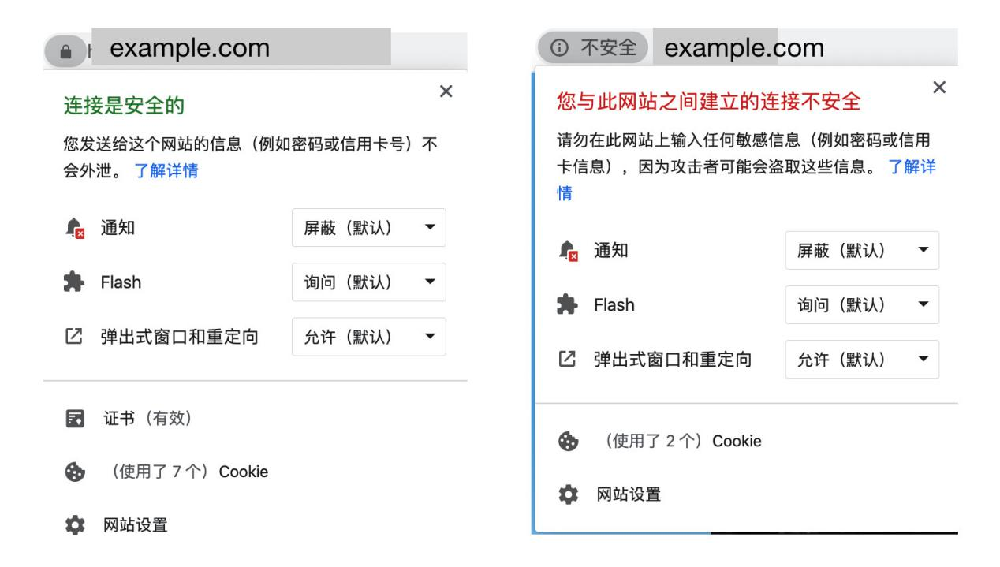 example.com
连接是安全的
您发送给这个网站的信息（例如密码或信用卡号）不
会外泄。 了解详情
通知 屏蔽（默认）
Flash 询问（默认）
弹出式窗口和重定向 允许（默认）
证书（有效）
（使用了 7 个）Cookie
网站设置
不安全 example.com
您与此网站之间建立的连接不安全
请勿在此网站上输入任何敏感信息（例如密码或信用
卡信息），因为攻击者可能会盗取这些信息。 了解详
情
通知 屏蔽（默认）
Flash 询问（默认）
弹出式窗口和重定向 允许（默认）
（使用了 2 个）Cookie
网站设置